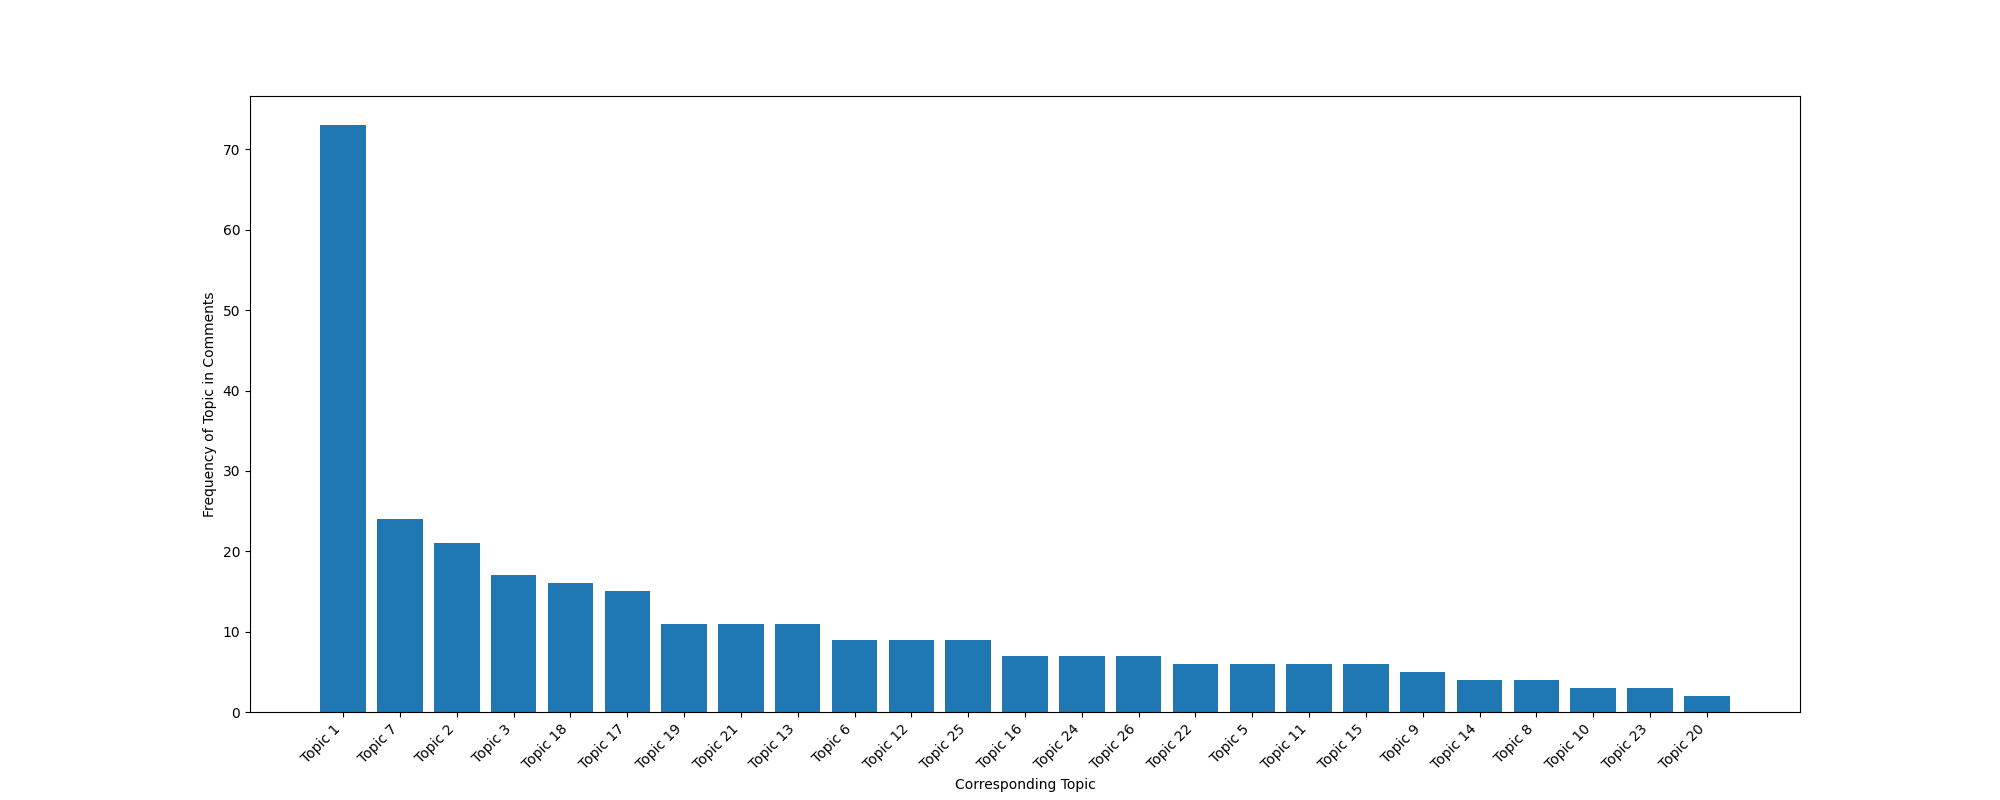 Frequency of Topic in Comments
70
60
50
40
30
20
10
0
Topic 1
Topic 7
Topic 2
Topic 3
Topic 18
Topic 17
Topic 19
Topic 21
Topic 13
Topic 6
Topic 12
Topic 25
Topic 16
Topic 24
Topic 26
Topic 22
Topic 5
Topic 11
Topic 15
Topic 9
Topic 14
Topic 8
Topic 10
Topic 23
Topic 20
Corresponding Topic